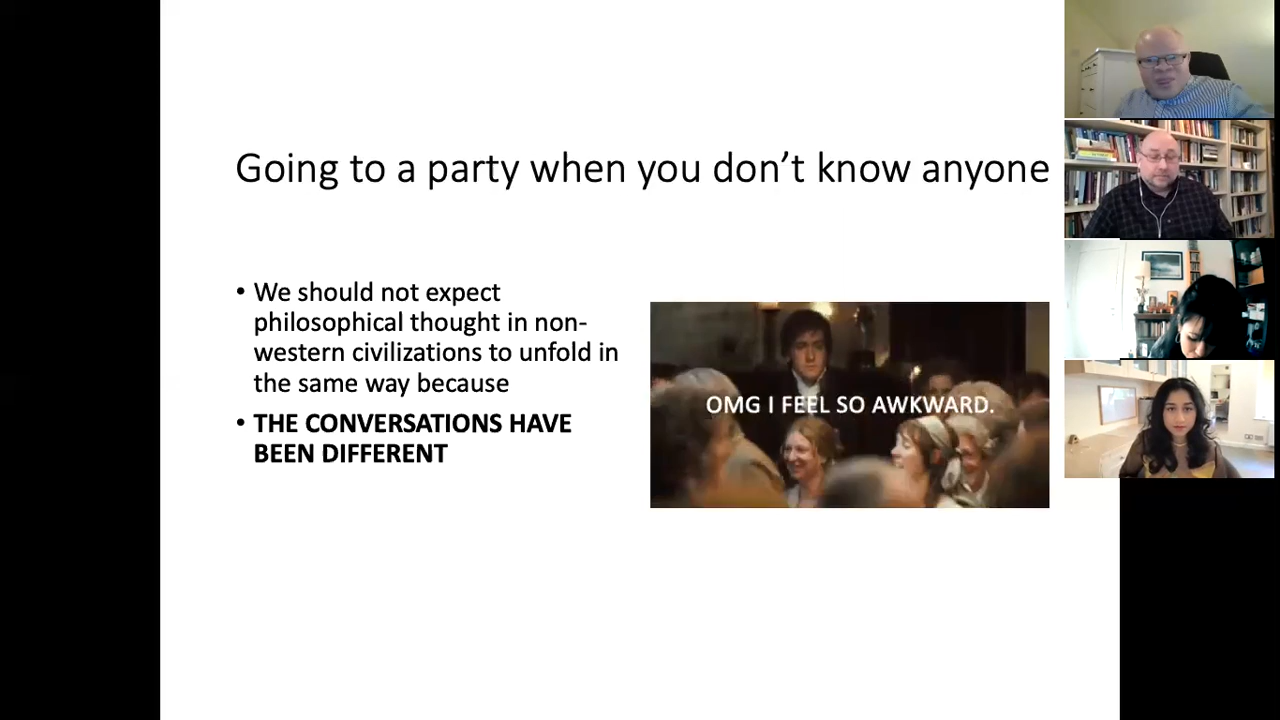 Going to a party when you don’t know anyone
• We should not expect
philosophical thought in non-
western civilizations to unfold in
the same way because
• THE CONVERSATIONS HAVE
BEEN DIFFERENT
OMG I FEEL SO AWKWARD.